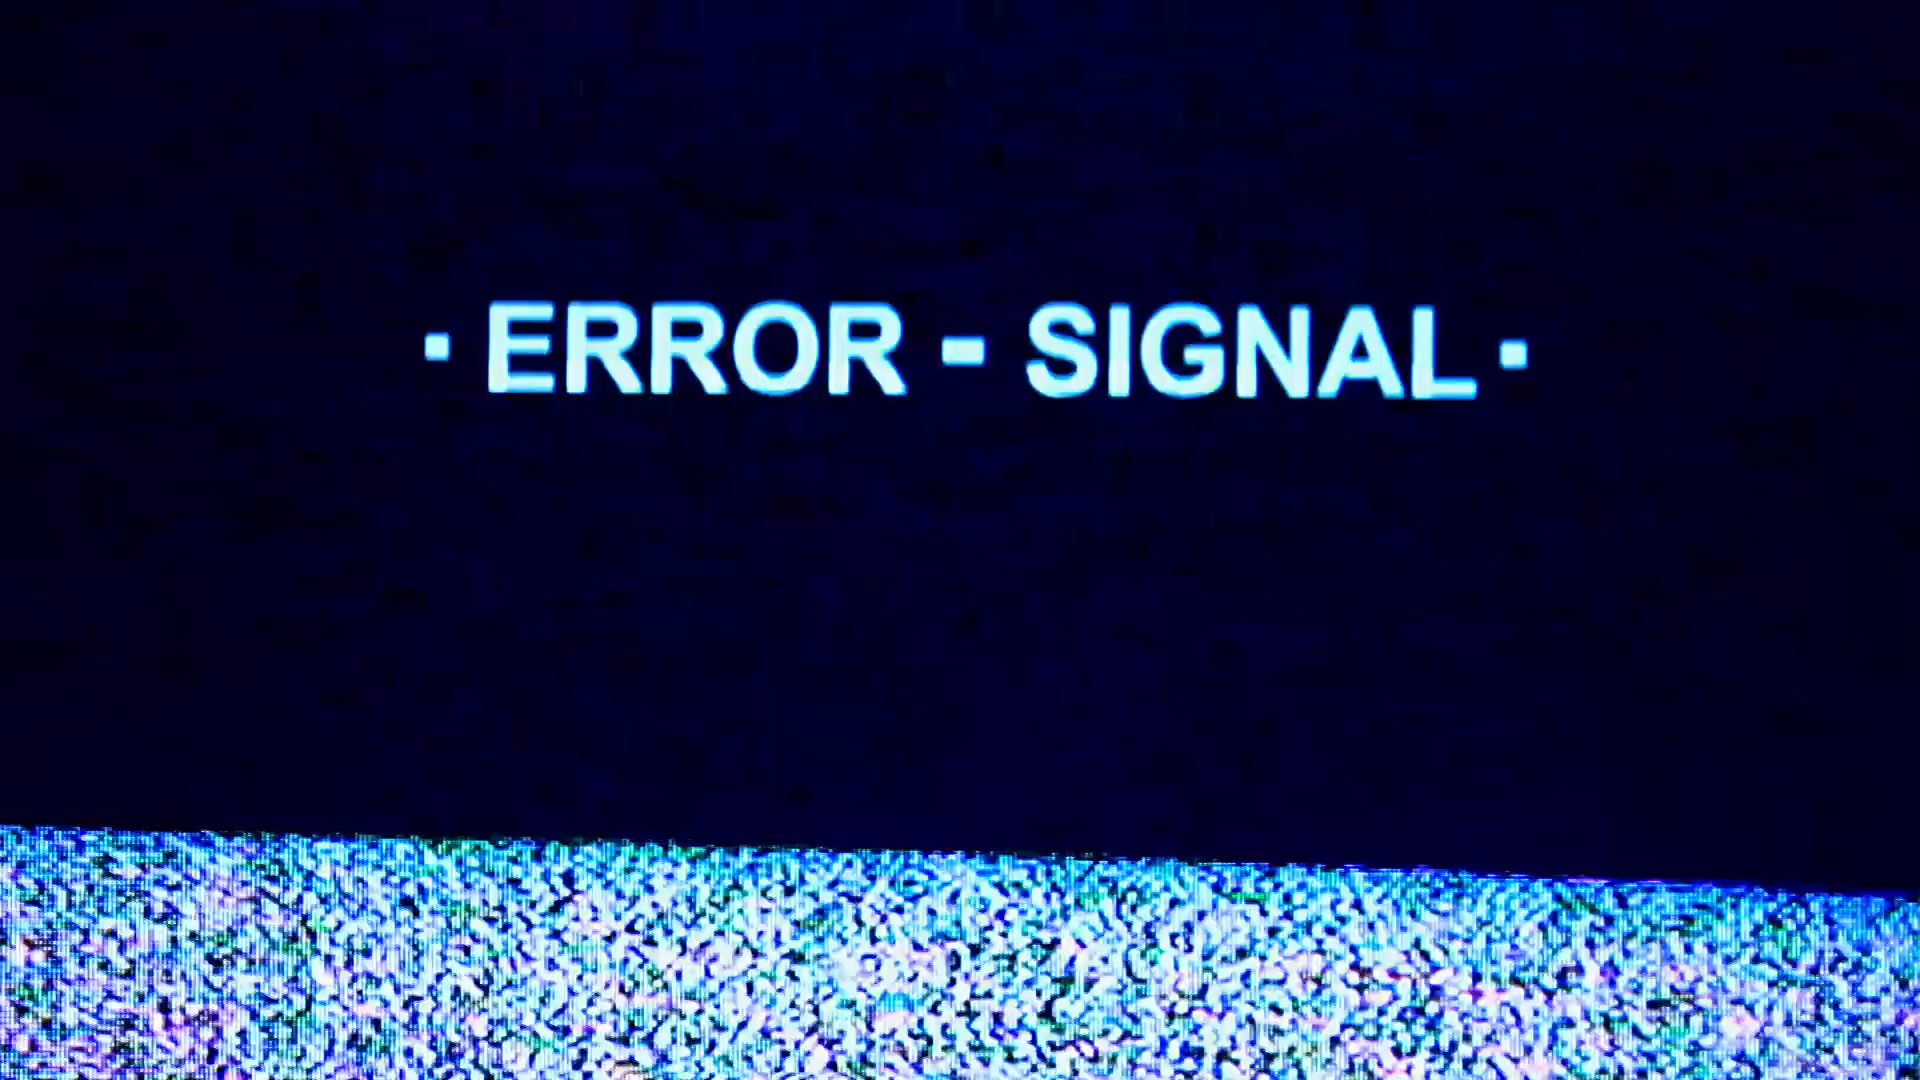 · ERROR - SIGNAL ·